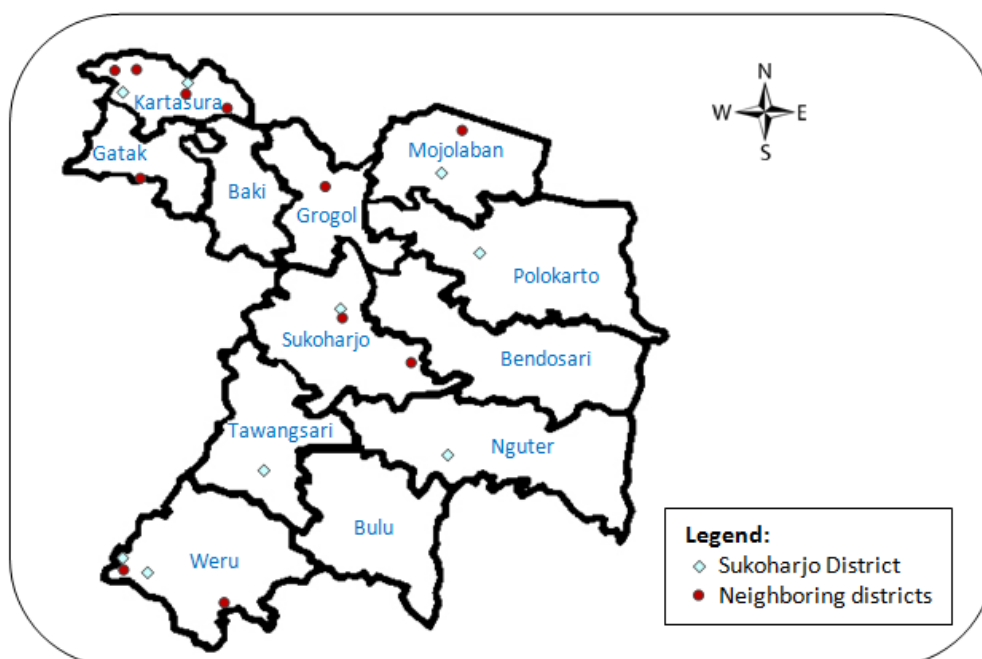 N
W
E
S
Kartasura
Gatak
Mojolaban
Baki
Grogol
Polokarto
Sukoharjo
Bendosari
Tawangsari
Nguter
Bulu
Weru
Legend:
Sukoharjo District
Neighboring districts